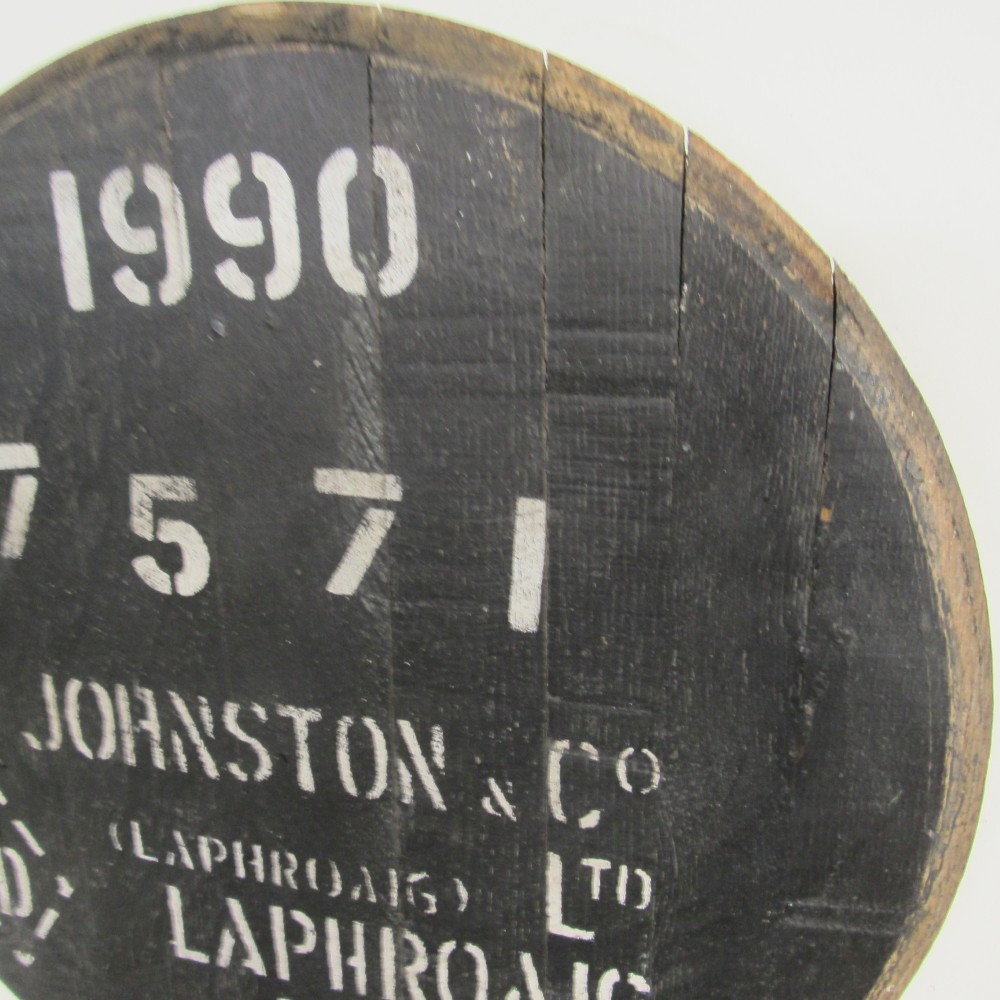 1990
7571
JOHNSTON & Cº
(LAPHROAIG) LTD
LAPHROAIG